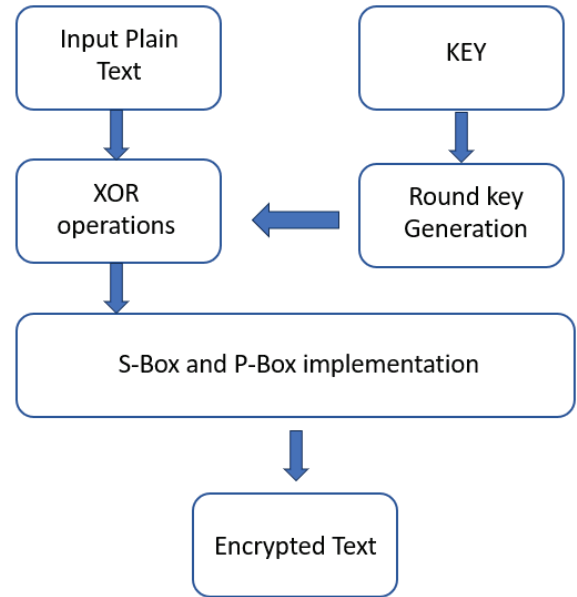 Input Plain
Text
KEY
XOR
operations
Round key
Generation
S-Box and P-Box implementation
Encrypted Text